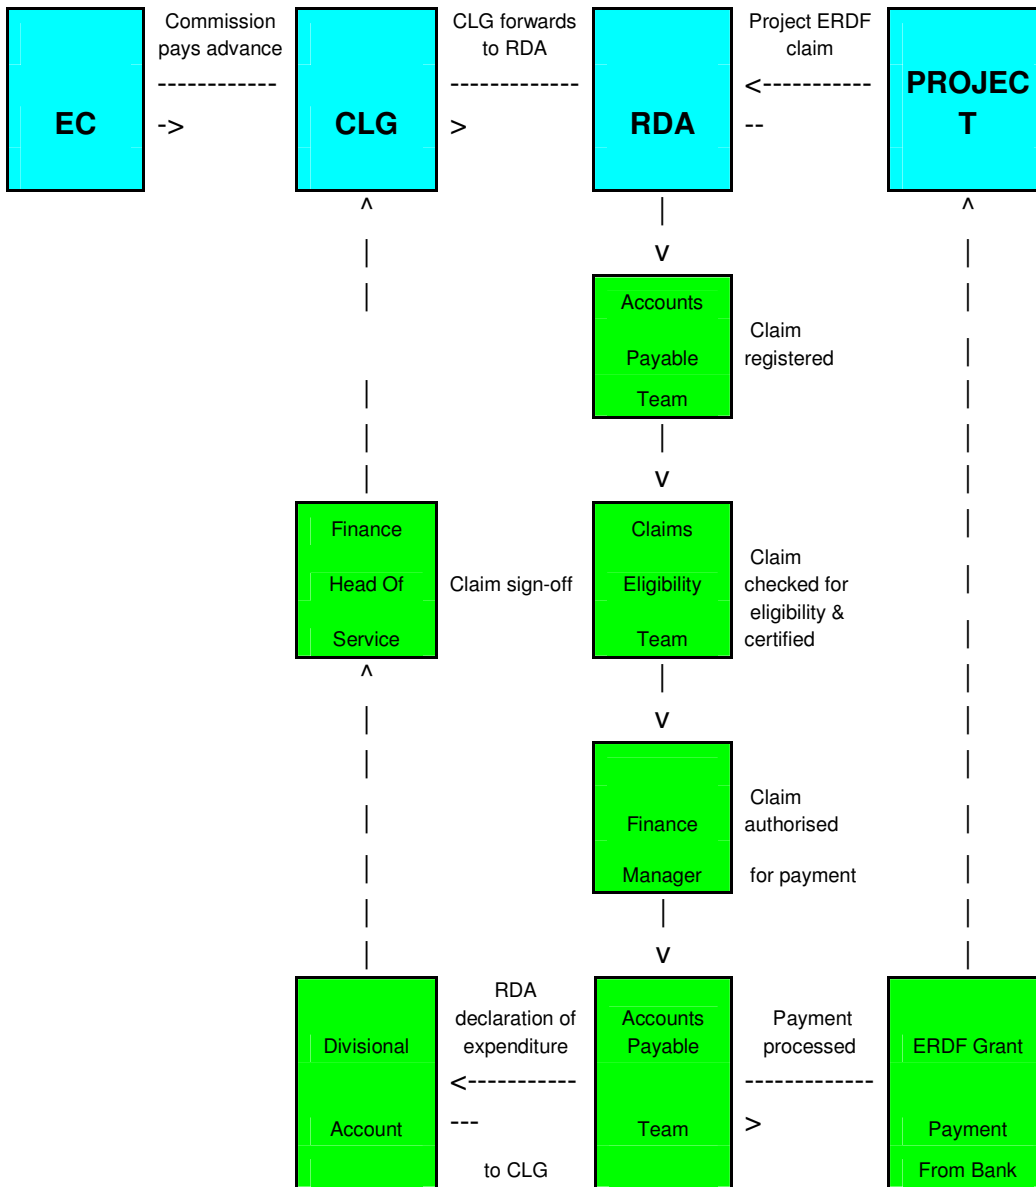 Commission
pays advance
------------
->
CLG forwards
to RDA
------------
>
Project ERDF
claim
<-----------
--
EC
CLG
RDA
PROJEC
T
Accounts
Payable
Team
Claim
registered
Finance
Head Of
Service
Claim sign-off
Claims
Eligibility
Team
Claim
checked for
eligibility &
certified
Finance
Manager
Claim
authorised
for payment
Divisional
Account
RDA
declaration of
expenditure
<-----------
---
to CLG
Accounts
Payable
Team
Payment
processed
-------------
>
ERDF Grant
Payment
From Bank